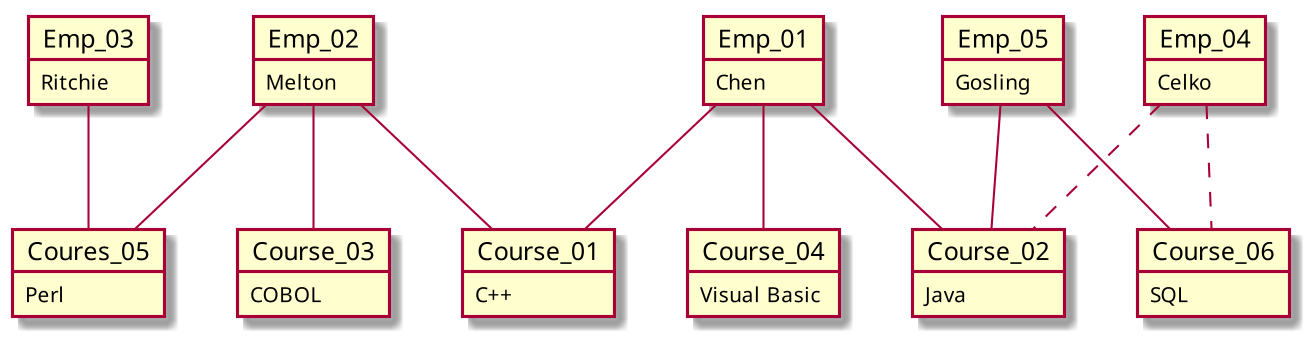 Emp_03
Ritchie
Emp_02
Melton
Emp_01
Chen
Emp_05
Gosling
Emp_04
Celko
Coures_05
Perl
Course_03
COBOL
Course_01
C++
Course_04
Visual Basic
Course_02
Java
Course_06
SQL